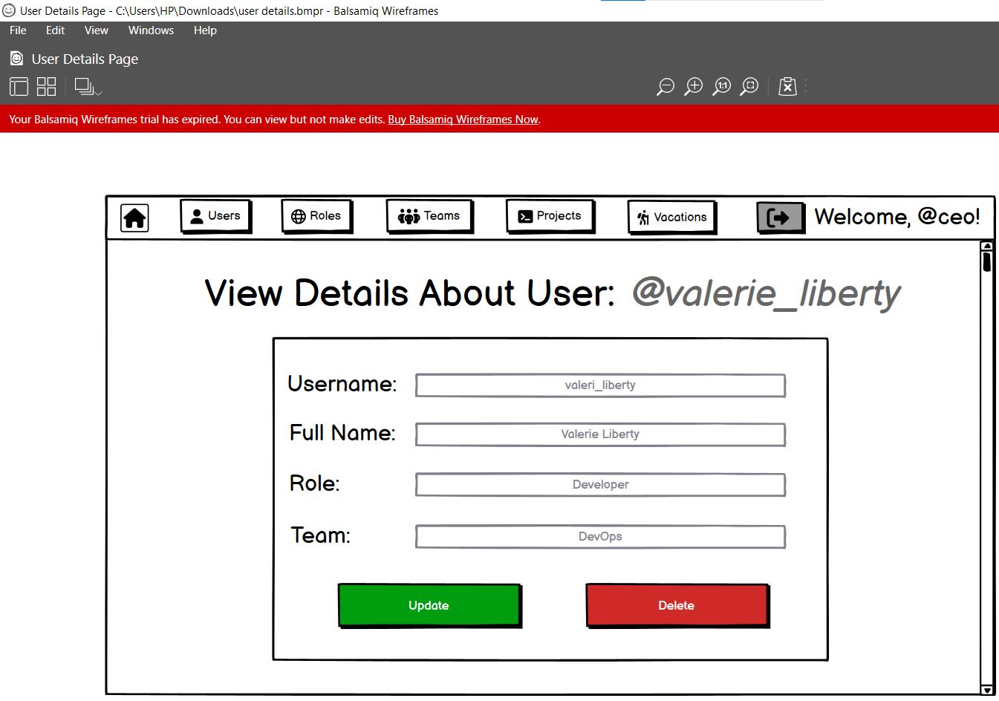 User Details Page - C:\Users\HP\Downloads\user details.bmpr - Balsamiq Wireframes
File Edit View Windows Help
User Details Page
1:1
Your Balsamiq Wireframes trial has expired. You can view but not make edits. Buy Balsamiq Wireframes Now.
Users Roles Teams Projects Vacations Welcome, @ceo!
View Details About User: @valerie_liberty
Username: valeri_liberty
Full Name: Valerie Liberty
Role: Developer
Team: DevOps
Update Delete